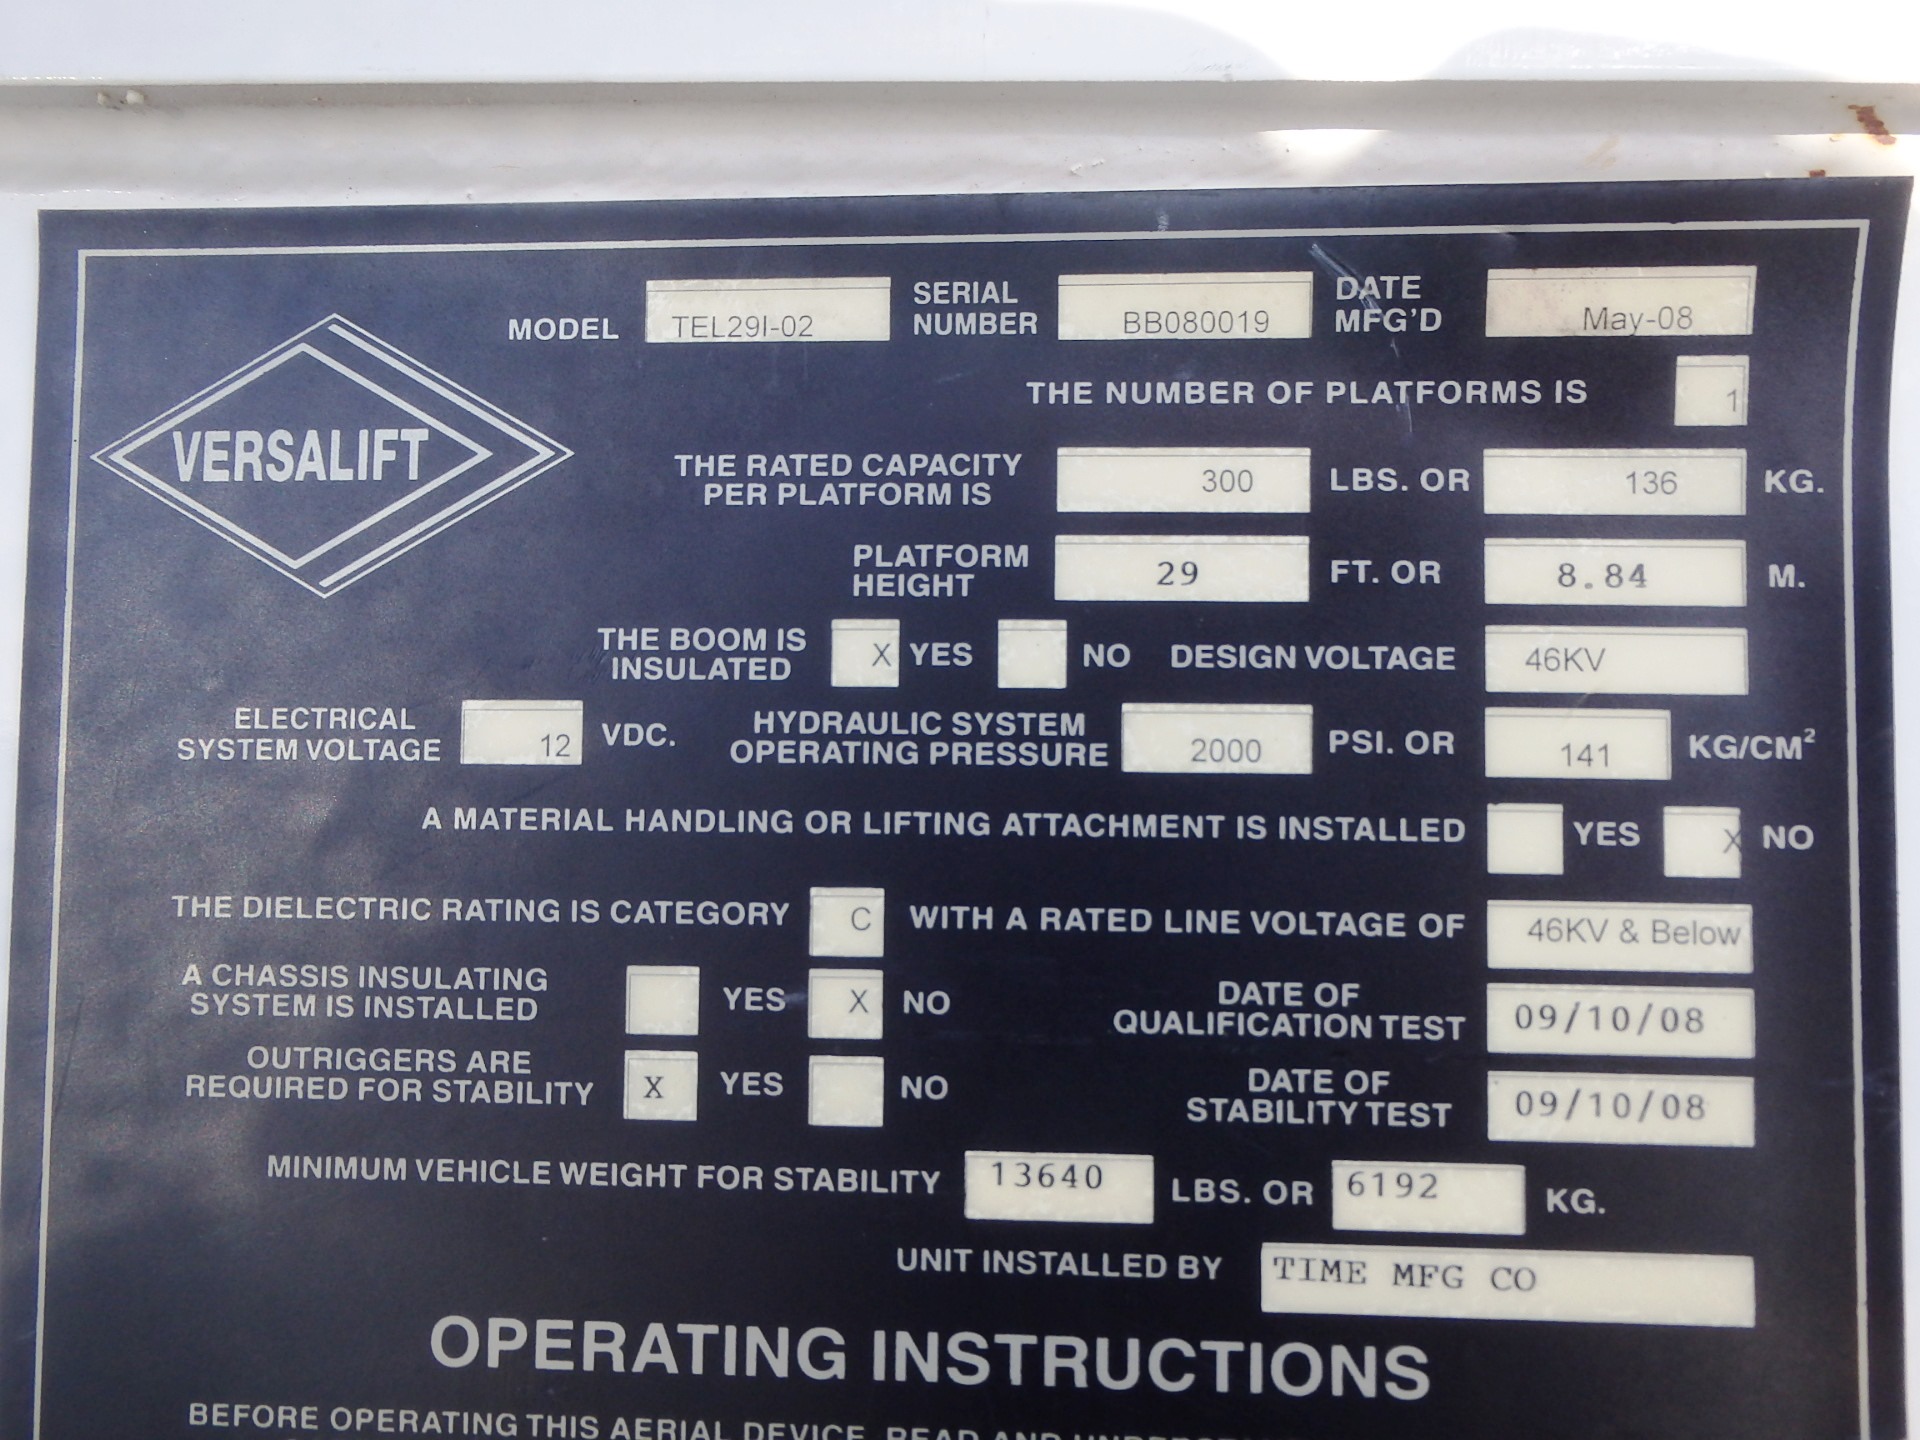 MODEL TEL29I-02 SERIAL NUMBER BB080019 DATE MFG'D May-08
THE NUMBER OF PLATFORMS IS 1
VERSALIFT
THE RATED CAPACITY PER PLATFORM IS 300 LBS. OR 136 KG.
PLATFORM HEIGHT 29 FT. OR 8.84 M.
THE BOOM IS INSULATED X YES NO DESIGN VOLTAGE 46KV
ELECTRICAL SYSTEM VOLTAGE 12 VDC. HYDRAULIC SYSTEM OPERATING PRESSURE 2000 PSI. OR 141 KG/CM²
A MATERIAL HANDLING OR LIFTING ATTACHMENT IS INSTALLED YES X NO
THE DIELECTRIC RATING IS CATEGORY C WITH A RATED LINE VOLTAGE OF 46KV & Below
A CHASSIS INSULATING SYSTEM IS INSTALLED YES X NO DATE OF QUALIFICATION TEST 09/10/08
OUTRIGGERS ARE REQUIRED FOR STABILITY X YES NO DATE OF STABILITY TEST 09/10/08
MINIMUM VEHICLE WEIGHT FOR STABILITY 13640 LBS. OR 6192 KG.
UNIT INSTALLED BY TIME MFG CO
OPERATING INSTRUCTIONS
BEFORE OPERATING THIS AERIAL DEVICE, READ AND